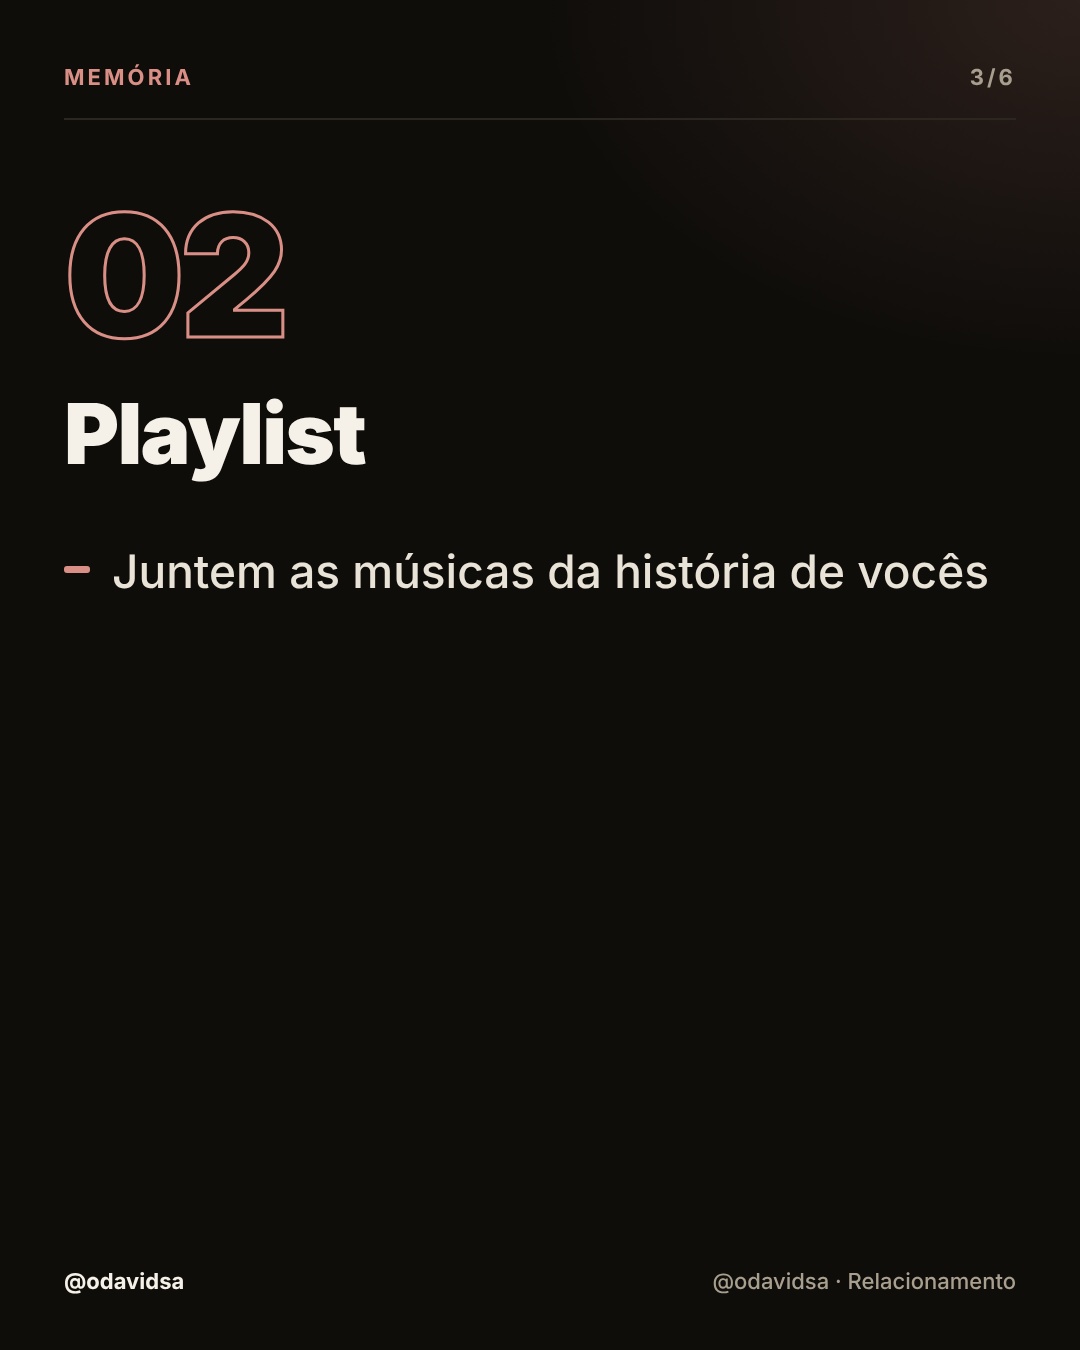 MEMÓRIA
3/6
02
Playlist
Juntem as músicas da história de vocês
@odavidsa
@odavidsa · Relacionamento